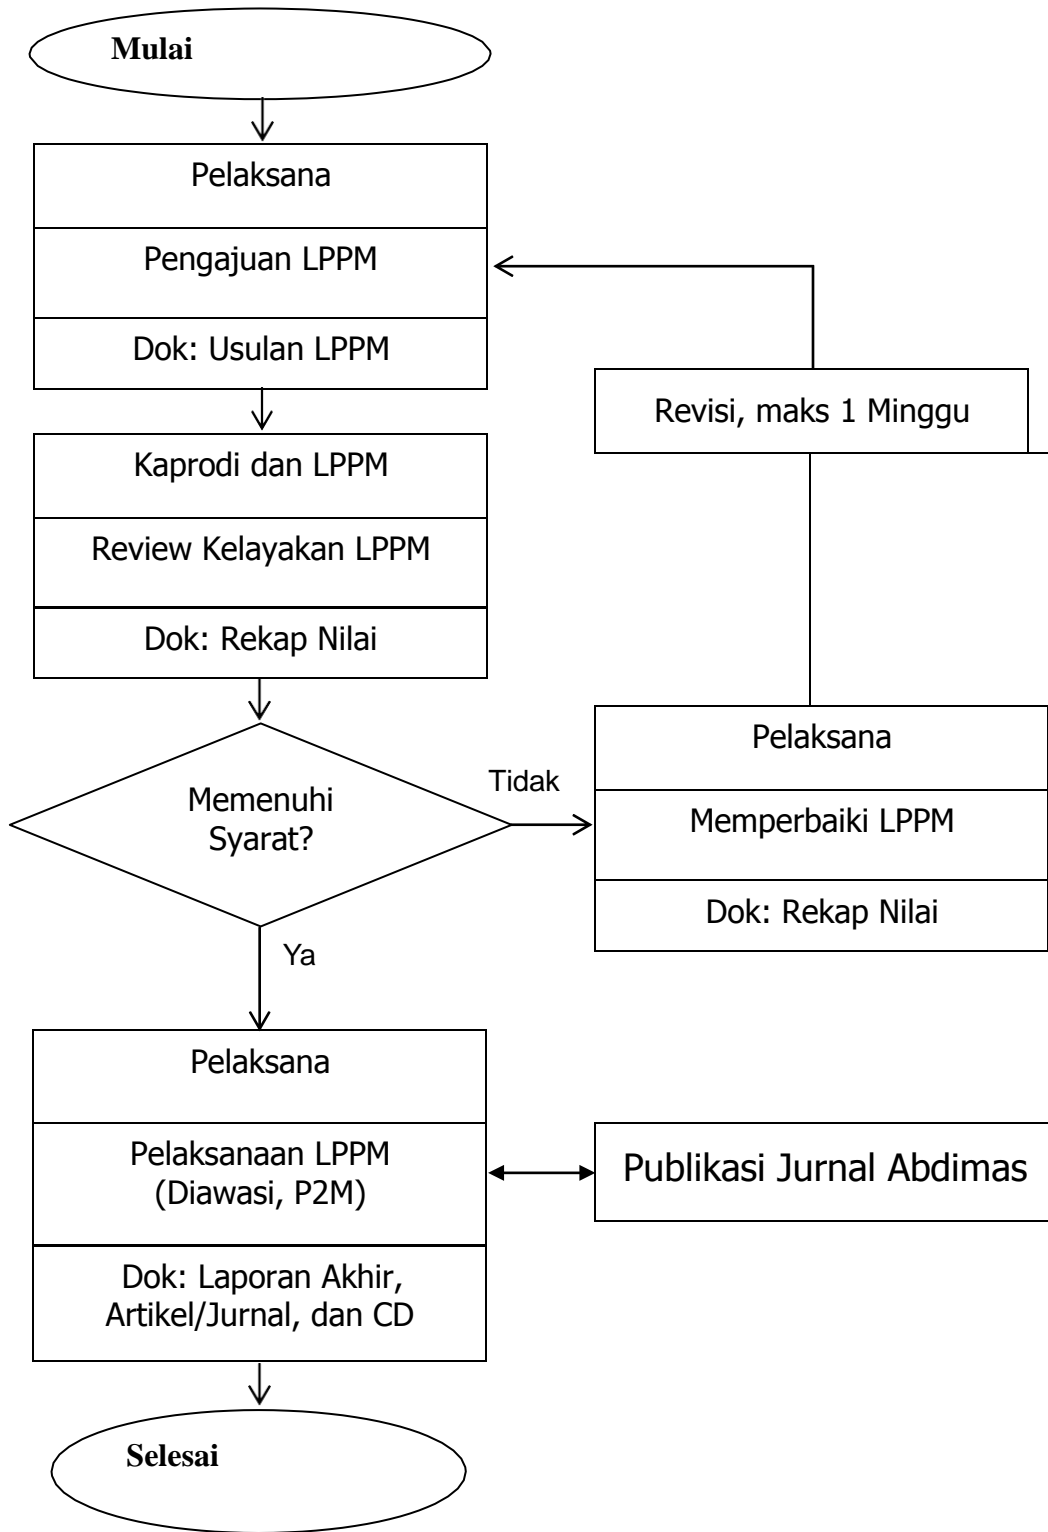 Mulai
Pelaksana
Pengajuan LPPM
Dok: Usulan LPPM
Revisi, maks 1 Minggu
Kaprodi dan LPPM
Review Kelayakan LPPM
Dok: Rekap Nilai
Memenuhi
Syarat?
Tidak
Pelaksana
Memperbaiki LPPM
Dok: Rekap Nilai
Ya
Pelaksana
Pelaksanaan LPPM
(Diawasi, P2M)
Publikasi Jurnal Abdimas
Dok: Laporan Akhir,
Artikel/Jurnal, dan CD
Selesai